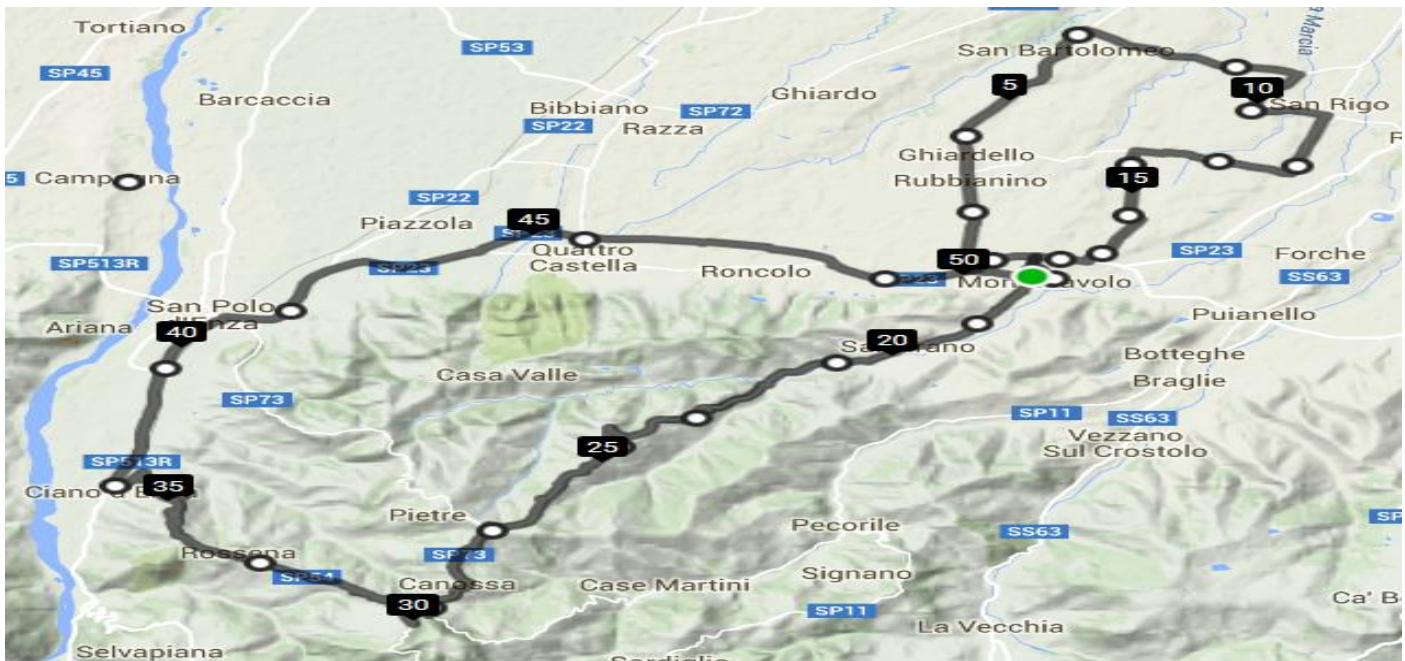 Tortiano
SP53
SP45
Barcaccia
Bibbiano
SP22
Razza
SP72
Ghiardo
San Bartolomeo
Marcia
5
10
San Rigo
Ghiardello
Rubbianino
15
SP22
Piazzola
45
Quattro
Castella
Roncolo
50
SP23
Forche
SS63
SP513R
SP23
San Polo
Ariana
40
Puianello
20
Botteghe
Braglie
Casa Valle
SP73
SP11
SS63
Vezzano
Sul Crostolo
25
35
Pietre
Pecorile
SS63
SP73
Rossena
Canossa
30
Case Martini
Signano
SP11
La Vecchia
Selvapiana